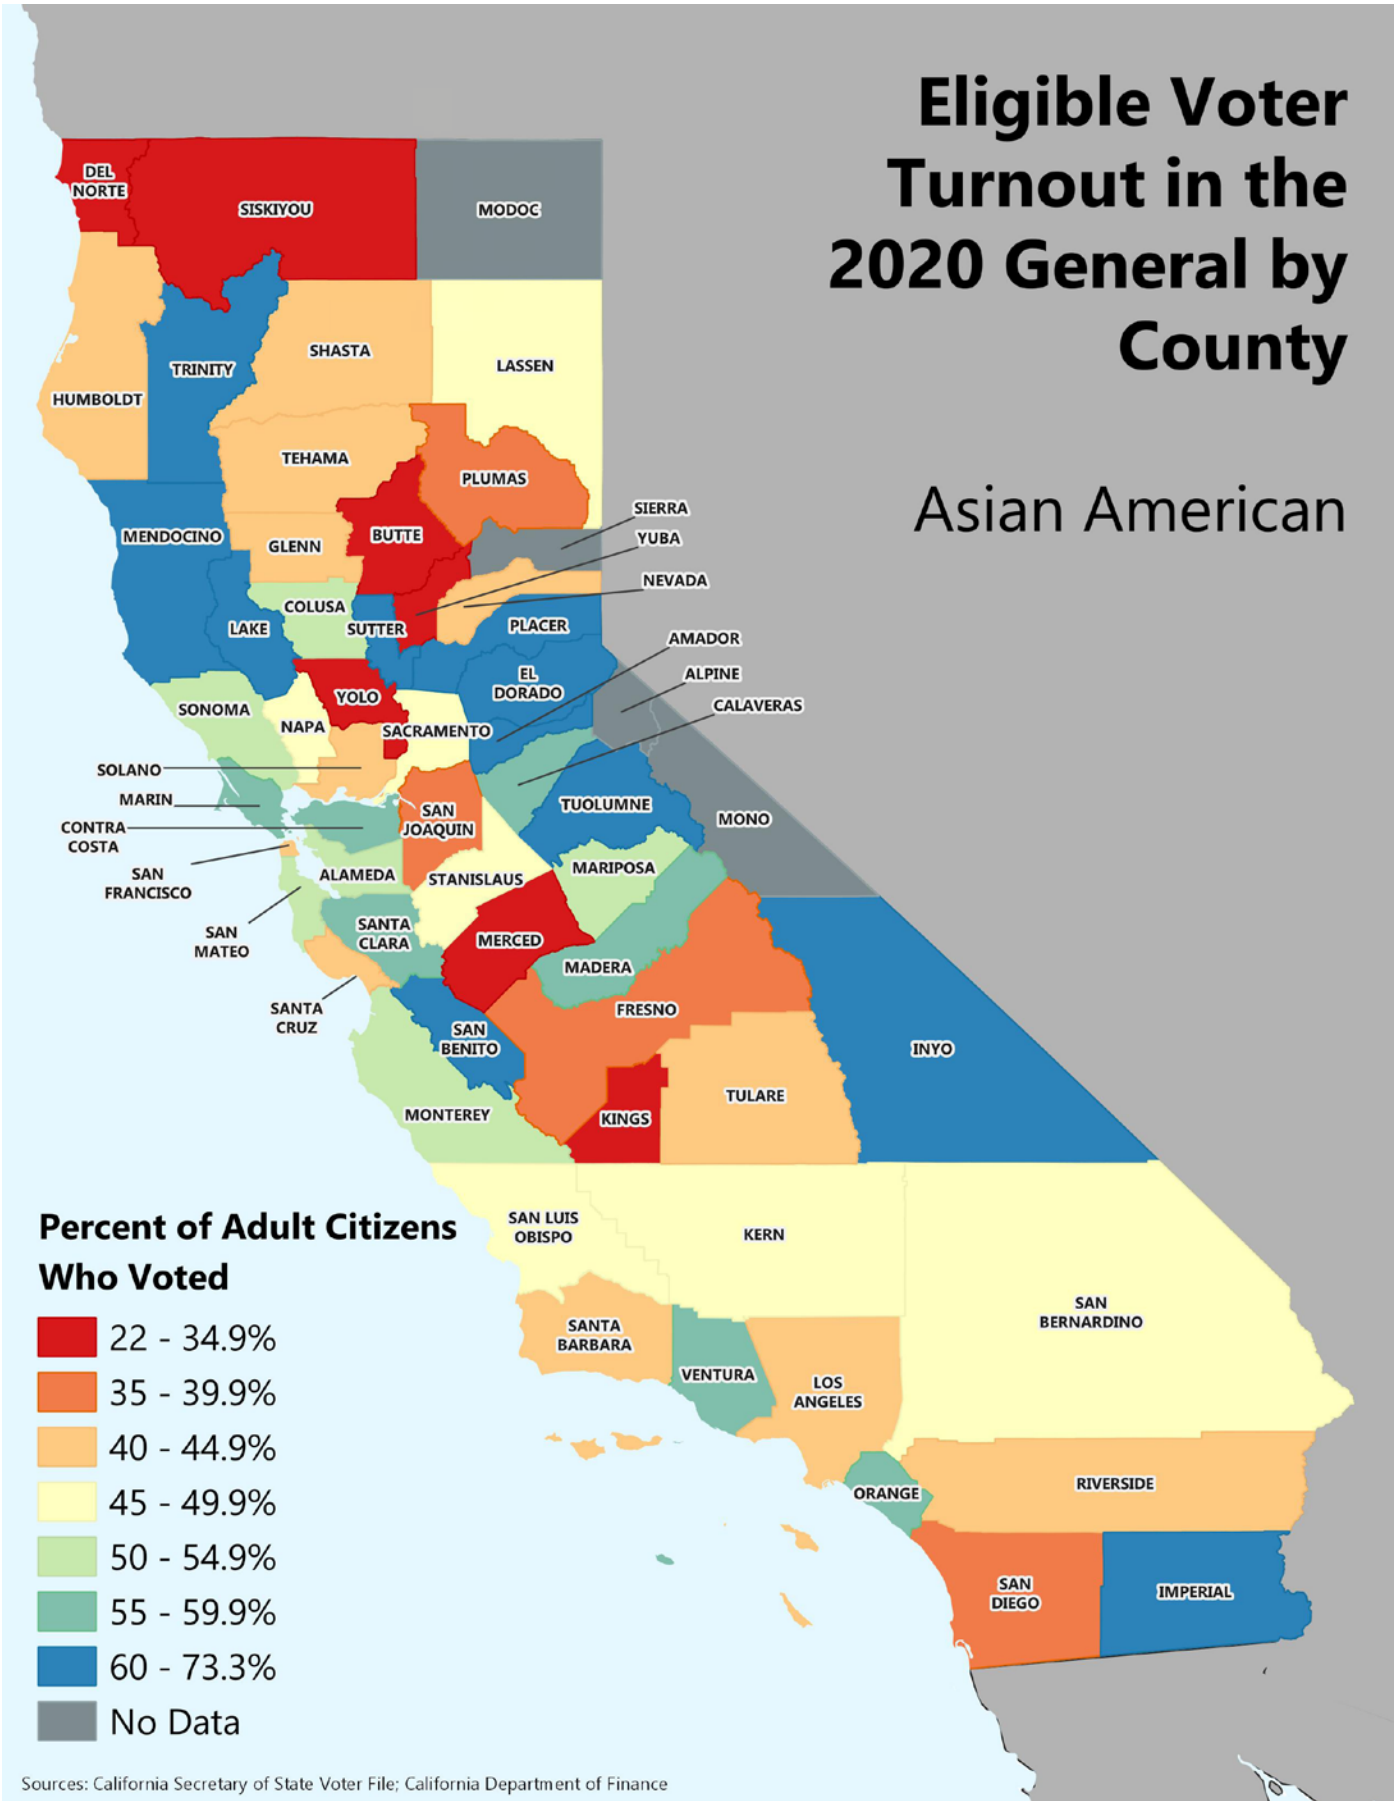 Eligible Voter
Turnout in the
2020 General by
County
Asian American
DEL
NORTE
SISKIYOU
MODOC
SHASTA
LASSEN
TRINITY
HUMBOLDT
TEHAMA
PLUMAS
SIERRA
MENDOCINO
BUTTE
YUBA
GLENN
NEVADA
COLUSA
LAKE
SUTTER
PLACER
AMADOR
EL
DORADO
ALPINE
YOLO
CALAVERAS
SONOMA
NAPA
SACRAMENTO
SOLANO
MARIN
CONTRA
COSTA
SAN
JOAQUIN
TUOLUMNE
MONO
SAN
FRANCISCO
ALAMEDA
STANISLAUS
MARIPOSA
SAN
MATEO
SANTA
CLARA
MERCED
MADERA
SANTA
CRUZ
FRESNO
SAN
BENITO
INYO
TULARE
MONTEREY
KINGS
SAN LUIS
OBISPO
KERN
SAN
BERNARDINO
SANTA
BARBARA
VENTURA
LOS
ANGELES
ORANGE
RIVERSIDE
SAN
DIEGO
IMPERIAL
Percent of Adult Citizens
Who Voted
22 - 34.9%
35 - 39.9%
40 - 44.9%
45 - 49.9%
50 - 54.9%
55 - 59.9%
60 - 73.3%
No Data
Sources: California Secretary of State Voter File; California Department of Finance